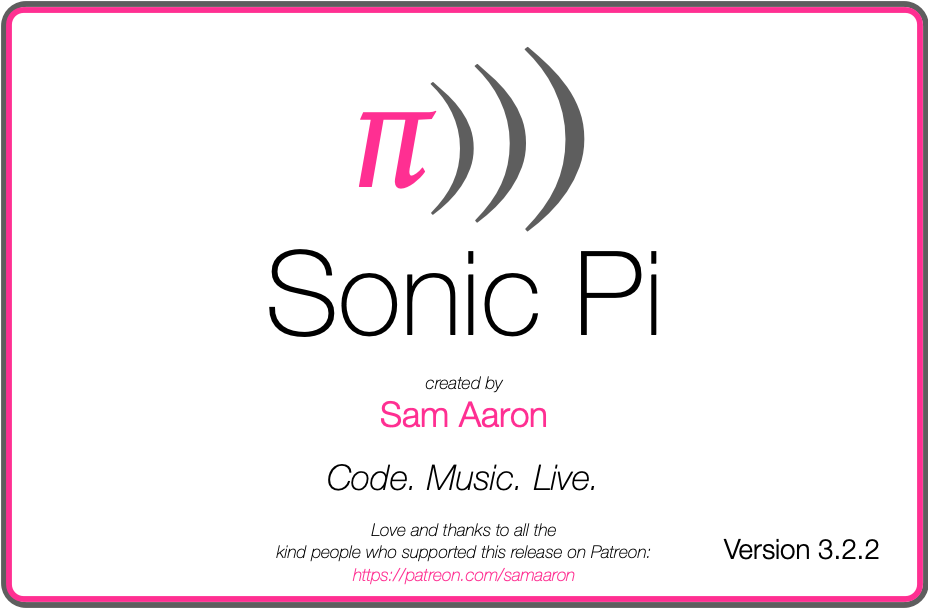 π)))
Sonic Pi
created by
Sam Aaron
Code. Music. Live.
Love and thanks to all the
kind people who supported this release on Patreon:
https://patreon.com/samaaron
Version 3.2.2